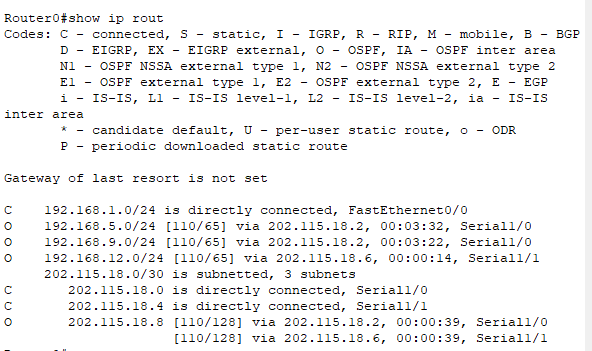 Router0#show ip rout
Codes: C - connected, S - static, I - IGRP, R - RIP, M - mobile, B - BGP
       D - EIGRP, EX - EIGRP external, O - OSPF, IA - OSPF inter area
       N1 - OSPF NSSA external type 1, N2 - OSPF NSSA external type 2
       E1 - OSPF external type 1, E2 - OSPF external type 2, E - EGP
       i - IS-IS, L1 - IS-IS level-1, L2 - IS-IS level-2, ia - IS-IS
inter area
       * - candidate default, U - per-user static route, o - ODR
       P - periodic downloaded static route
Gateway of last resort is not set
C    192.168.1.0/24 is directly connected, FastEthernet0/0
O    192.168.5.0/24 [110/65] via 202.115.18.2, 00:03:32, Serial1/0
O    192.168.9.0/24 [110/65] via 202.115.18.2, 00:03:22, Serial1/0
O    192.168.12.0/24 [110/65] via 202.115.18.6, 00:00:14, Serial1/1
     202.115.18.0/30 is subnetted, 3 subnets
C       202.115.18.0 is directly connected, Serial1/0
C       202.115.18.4 is directly connected, Serial1/1
O       202.115.18.8 [110/128] via 202.115.18.2, 00:00:39, Serial1/0
                     [110/128] via 202.115.18.6, 00:00:39, Serial1/1